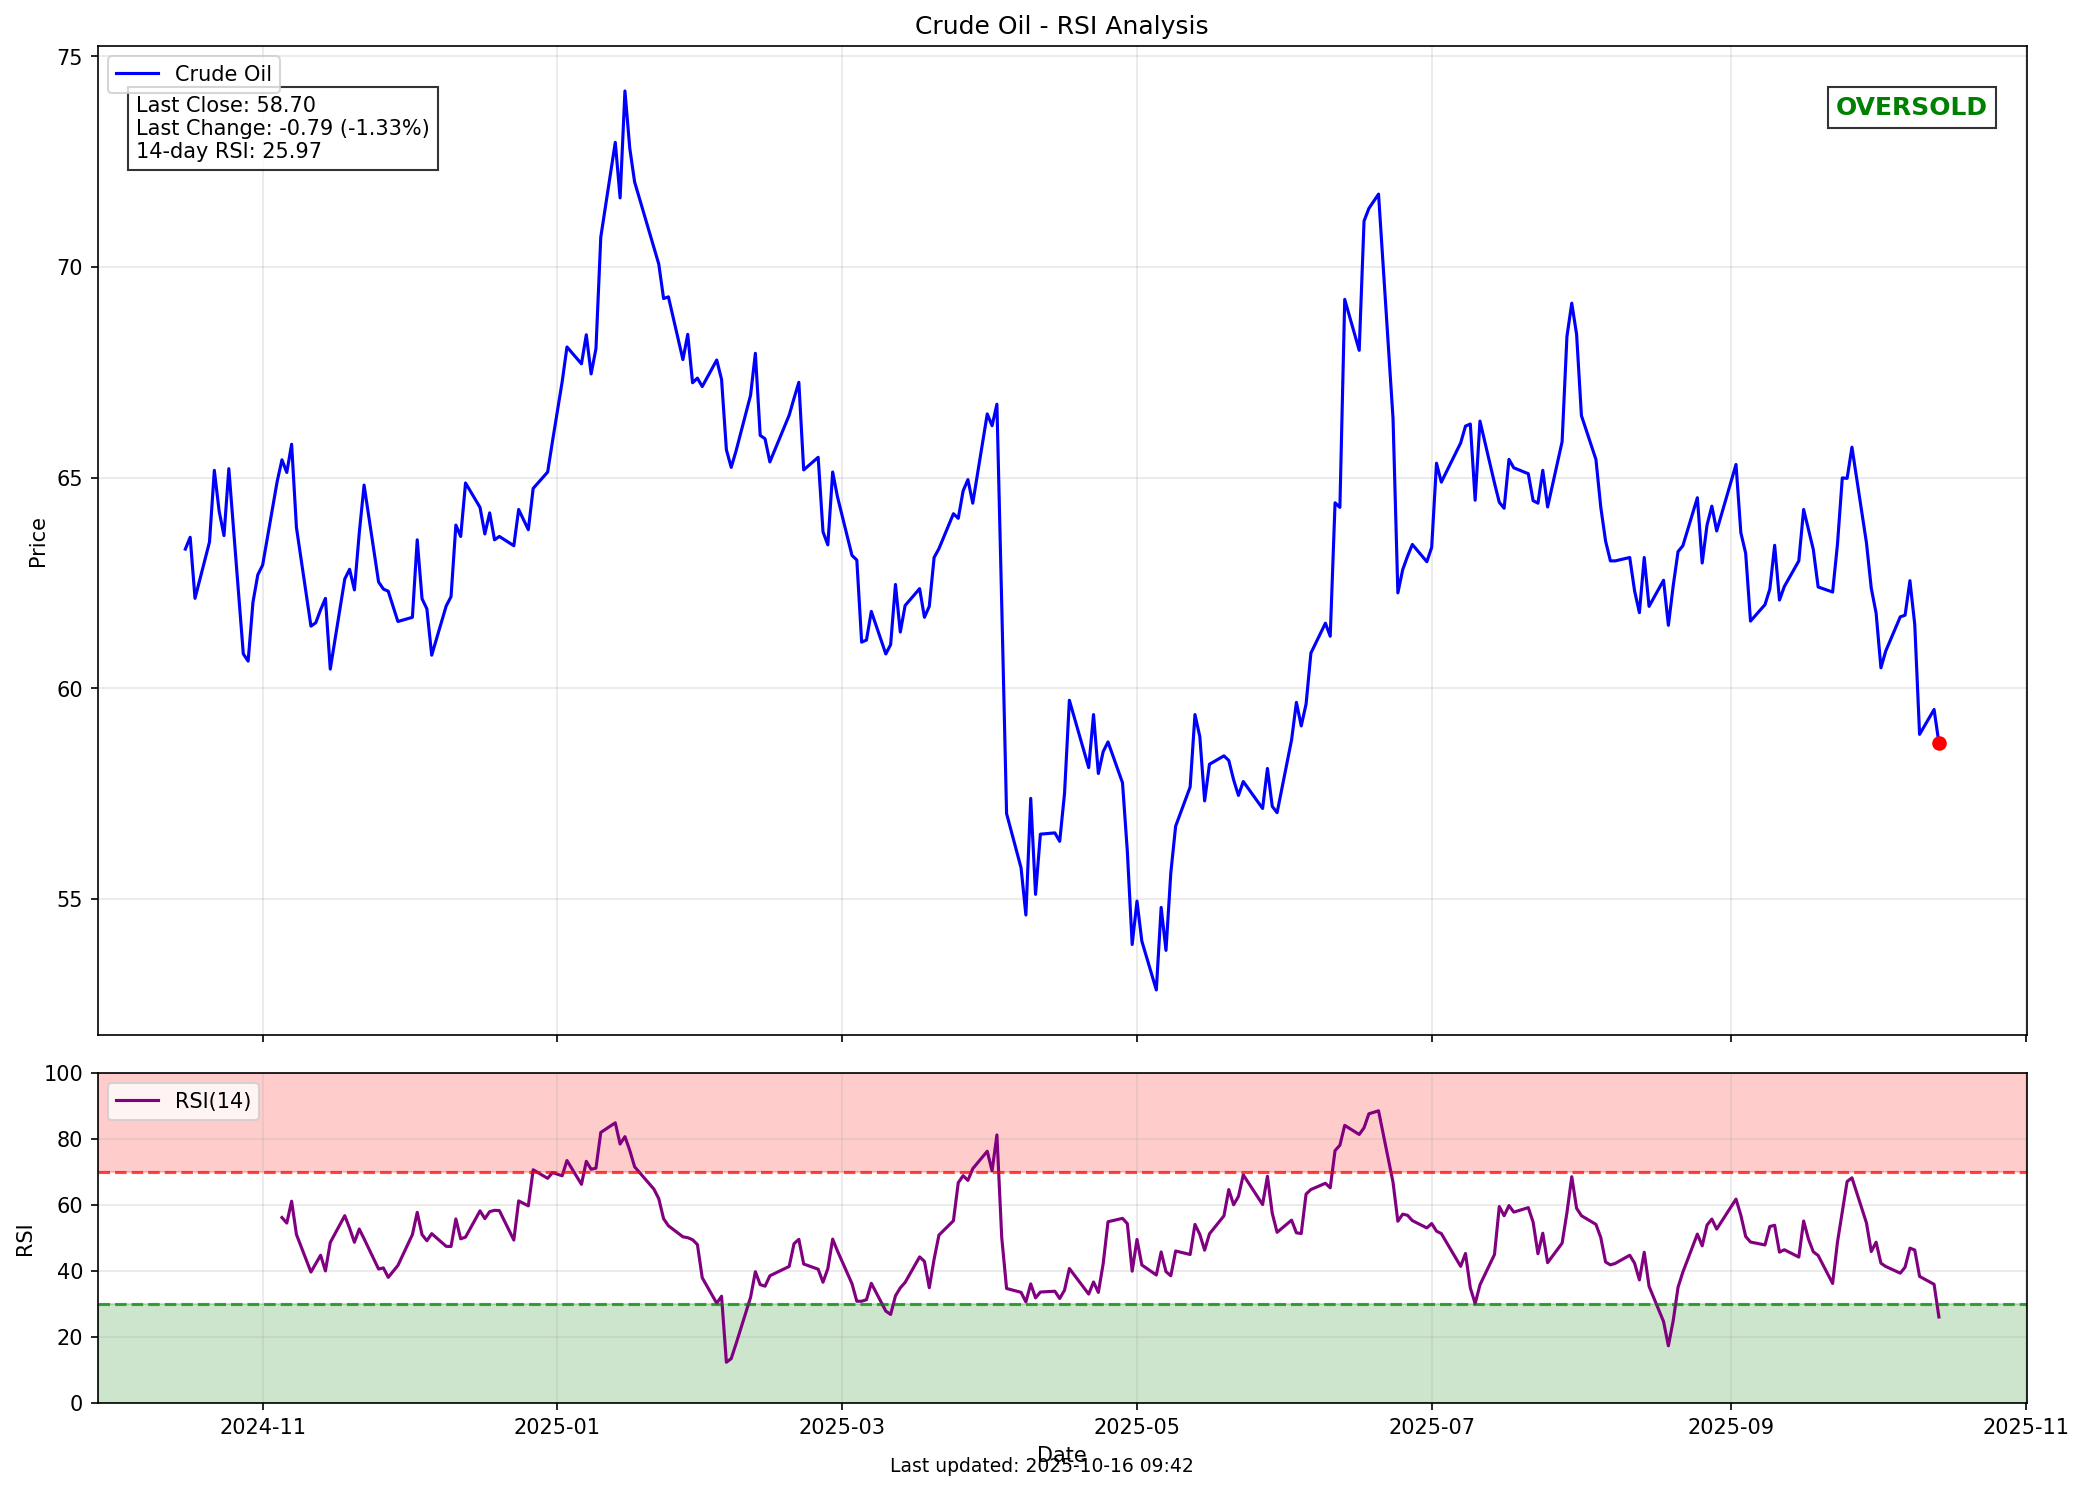 Crude Oil - RSI Analysis
Crude Oil
Last Close: 58.70
Last Change: -0.79 (-1.33%)
14-day RSI: 25.97
OVERSOLD
75
70
65
60
55
Price
RSI(14)
100
80
60
40
20
0
RSI
2024-11
2025-01
2025-03
2025-05
2025-07
2025-09
2025-11
Date
Last updated: 2025-10-16 09:42